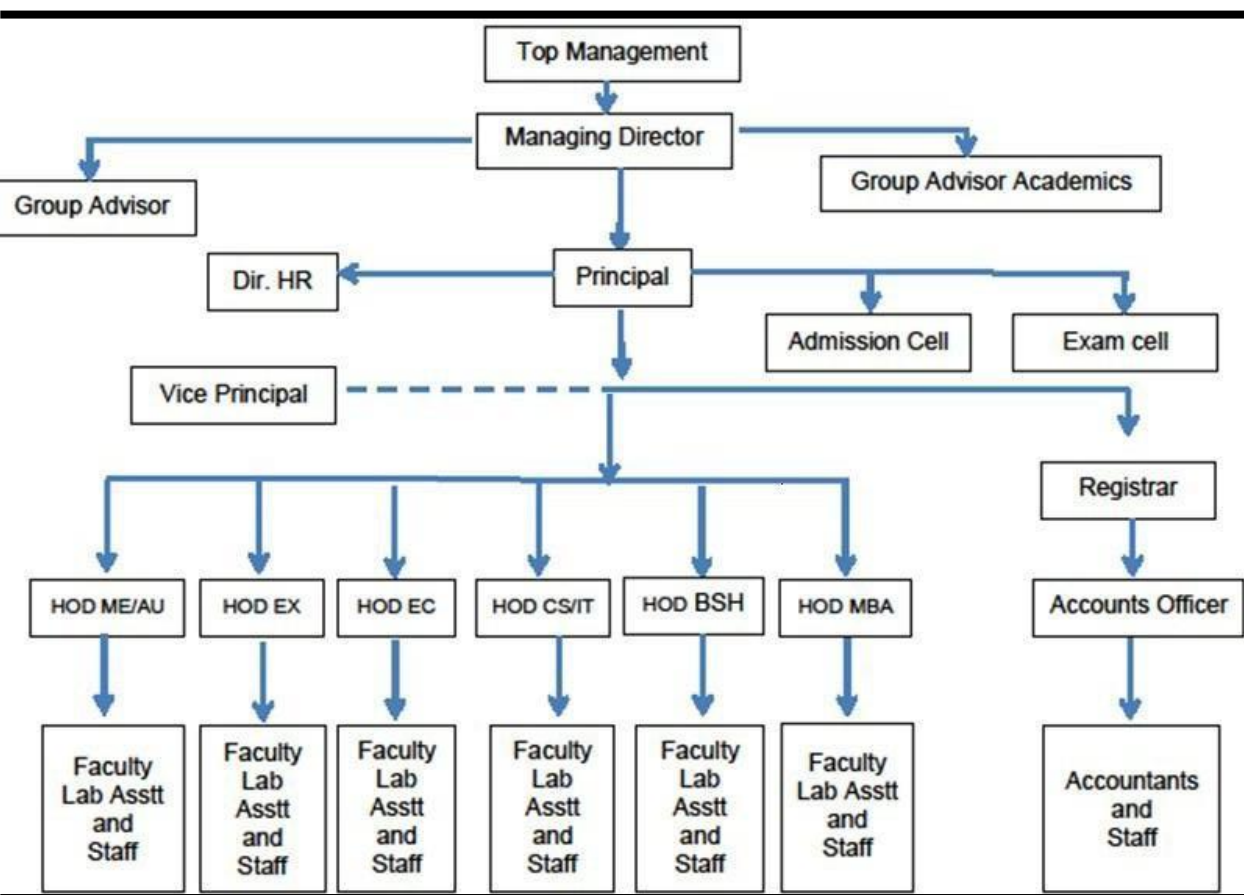 Top Management
Managing Director
Group Advisor
Group Advisor Academics
Dir. HR
Principal
Admission Cell
Exam cell
Vice Principal
Registrar
HOD ME/AU
HOD EX
HOD EC
HOD CS/IT
HOD BSH
HOD MBA
Accounts Officer
Faculty
Lab Asstt
and
Staff
Faculty
Lab
Asstt
and
Staff
Faculty
Lab
Asstt
and
Staff
Faculty
Lab
Asstt
and
Staff
Faculty
Lab
Asstt
and
Staff
Faculty
Lab Asstt
and
Staff
Accountants
and
Staff